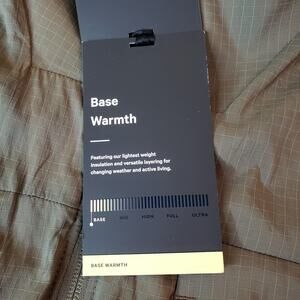 Base
Warmth
Featuring our lightest weight
insulation and versatile layering for
changing weather and active living.
BASE MID HIGH FULL ULTRA
BASE WARMTH